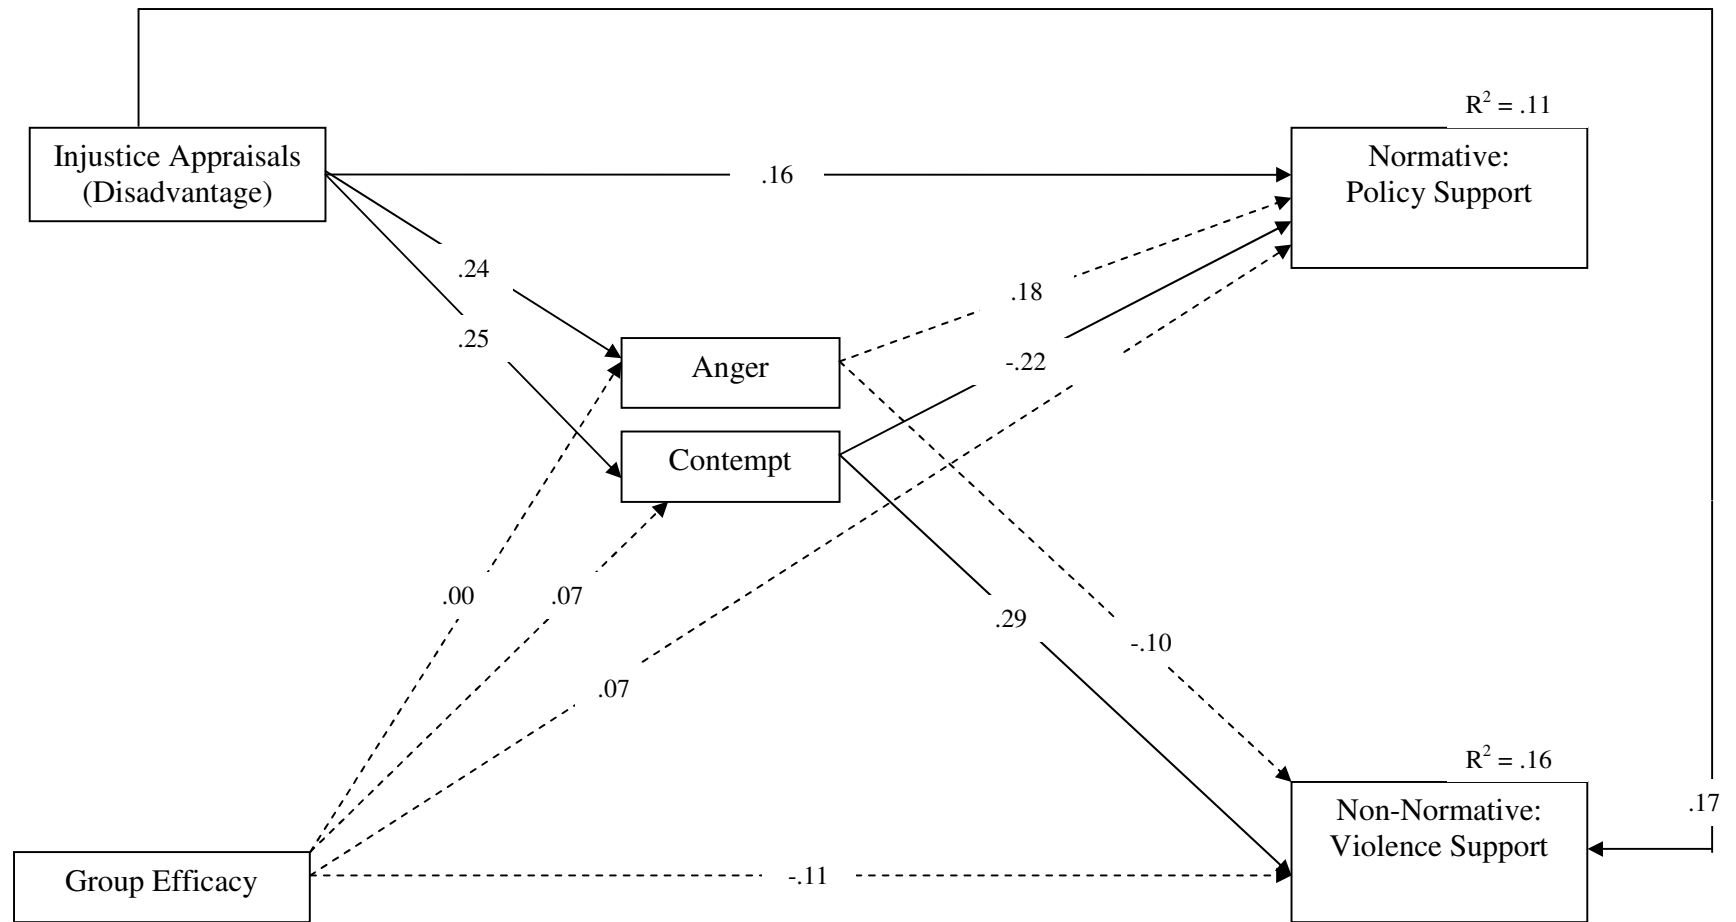 R² = .11
Injustice Appraisals
(Disadvantage)
Normative:
Policy Support
.16
.24
.18
.25
-.22
Anger
Contempt
.00
.07
.29
-.10
.07
R² = .16
Non-Normative:
Violence Support
.17
Group Efficacy
-.11